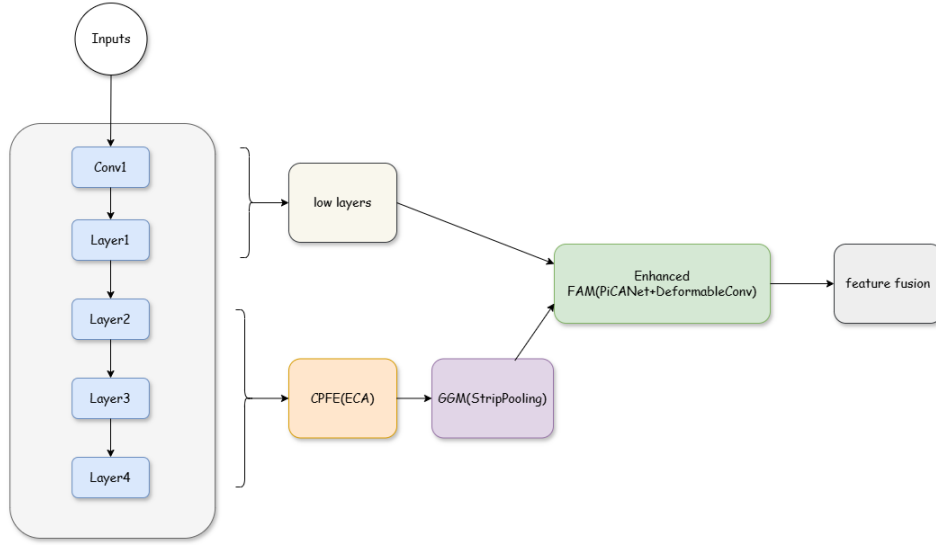 Inputs
Conv1
Layer1
Layer2
Layer3
Layer4
low layers
CPFE(ECA)
GGM(StripPooling)
Enhanced
FAM(PiCANet+DeformableConv)
feature fusion